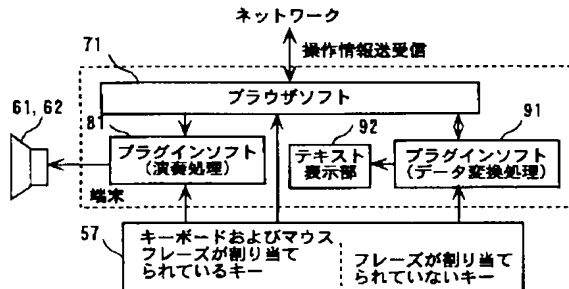 ネットワーク
操作情報送受信
71
ブラウザソフト
61, 62
81
プラグインソフト
(演奏処理)
92
テキスト
表示部
91
プラグインソフト
(データ変換処理)
端末
57
キーボードおよびマウス
フレーズが割り当て
られているキー
フレーズが割り当て
られていないキー